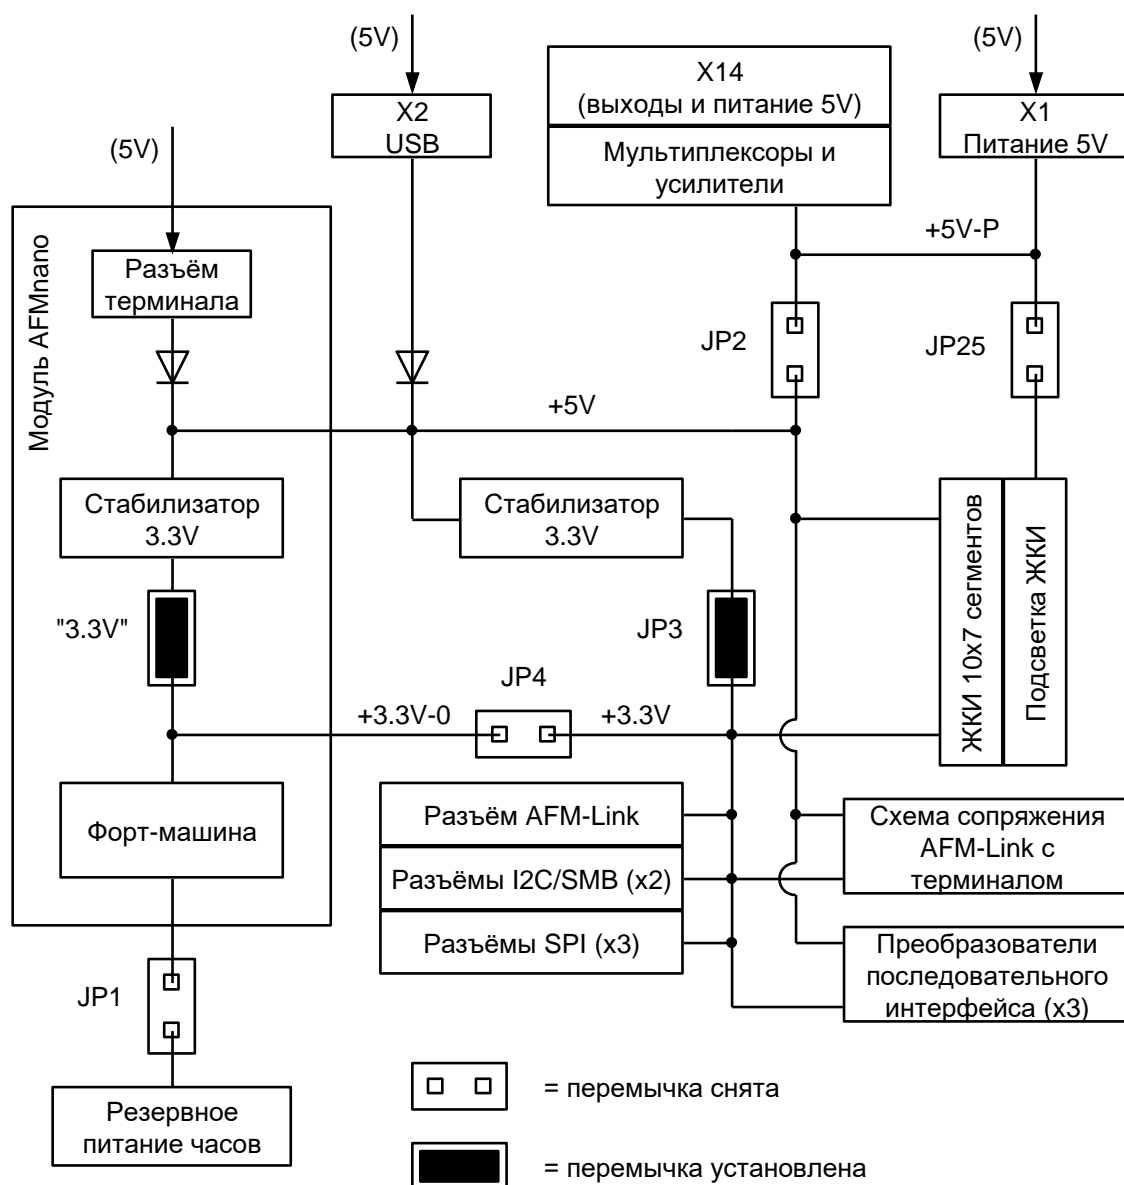 (5V)
(5V)
X14
(выходы и питание 5V)
Мультиплексоры и
усилители
X2
USB
X1
Питание 5V
(5V)
+5V-P
Модуль AFMnano
Разъём
терминала
JP2
JP25
+5V
Стабилизатор
3.3V
Стабилизатор
3.3V
ЖКИ 10x7 сегментов
Подсветка ЖКИ
"3.3V"
JP3
JP4
+3.3V-0
+3.3V
Форт-машина
Разъём AFM-Link
Разъёмы I2C/SMB (x2)
Разъёмы SPI (x3)
Схема сопряжения
AFM-Link с
терминалом
Преобразователи
последовательного
интерфейса (x3)
JP1
Резервное
питание часов
= перемычка снята
= перемычка установлена